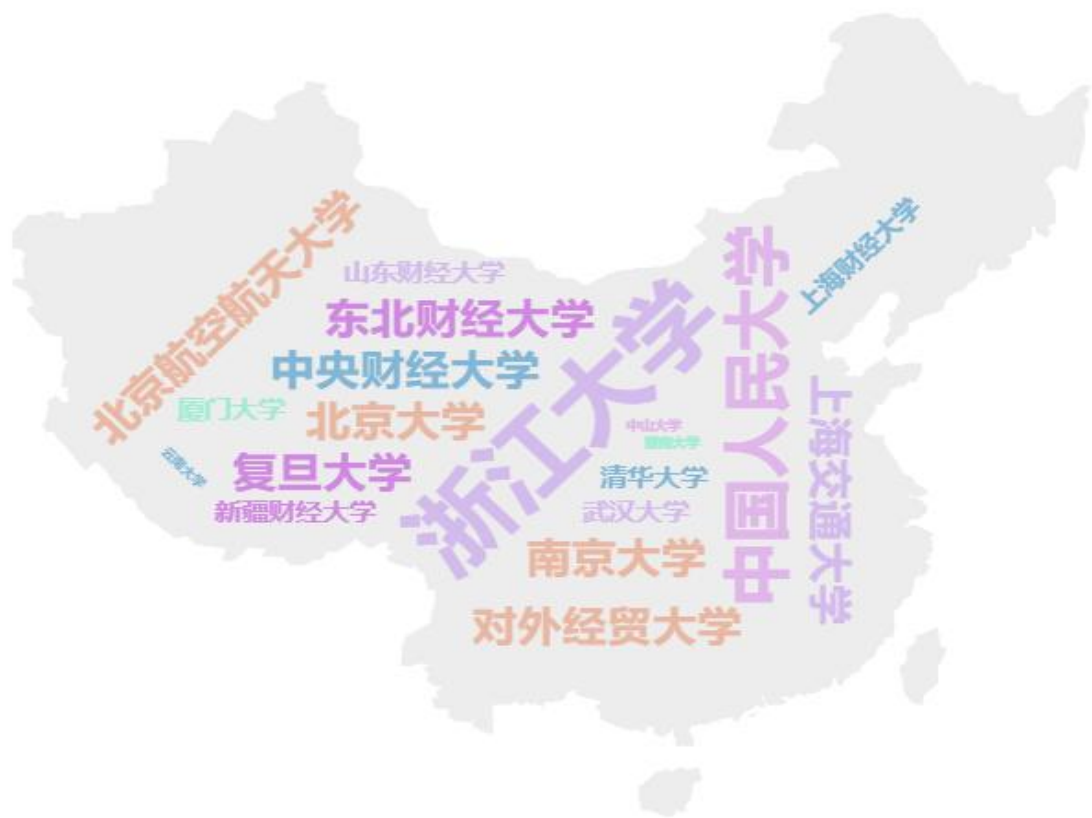 北京航空航天大学
山东财经大学
东北财经大学
中央财经大学
厦门大学
北京大学
云南大学
复旦大学
新疆财经大学
浙江大学
中山大学
清华大学
武汉大学
南京大学
对外经贸大学
中国人民大学
上海交通大学
上海财经大学